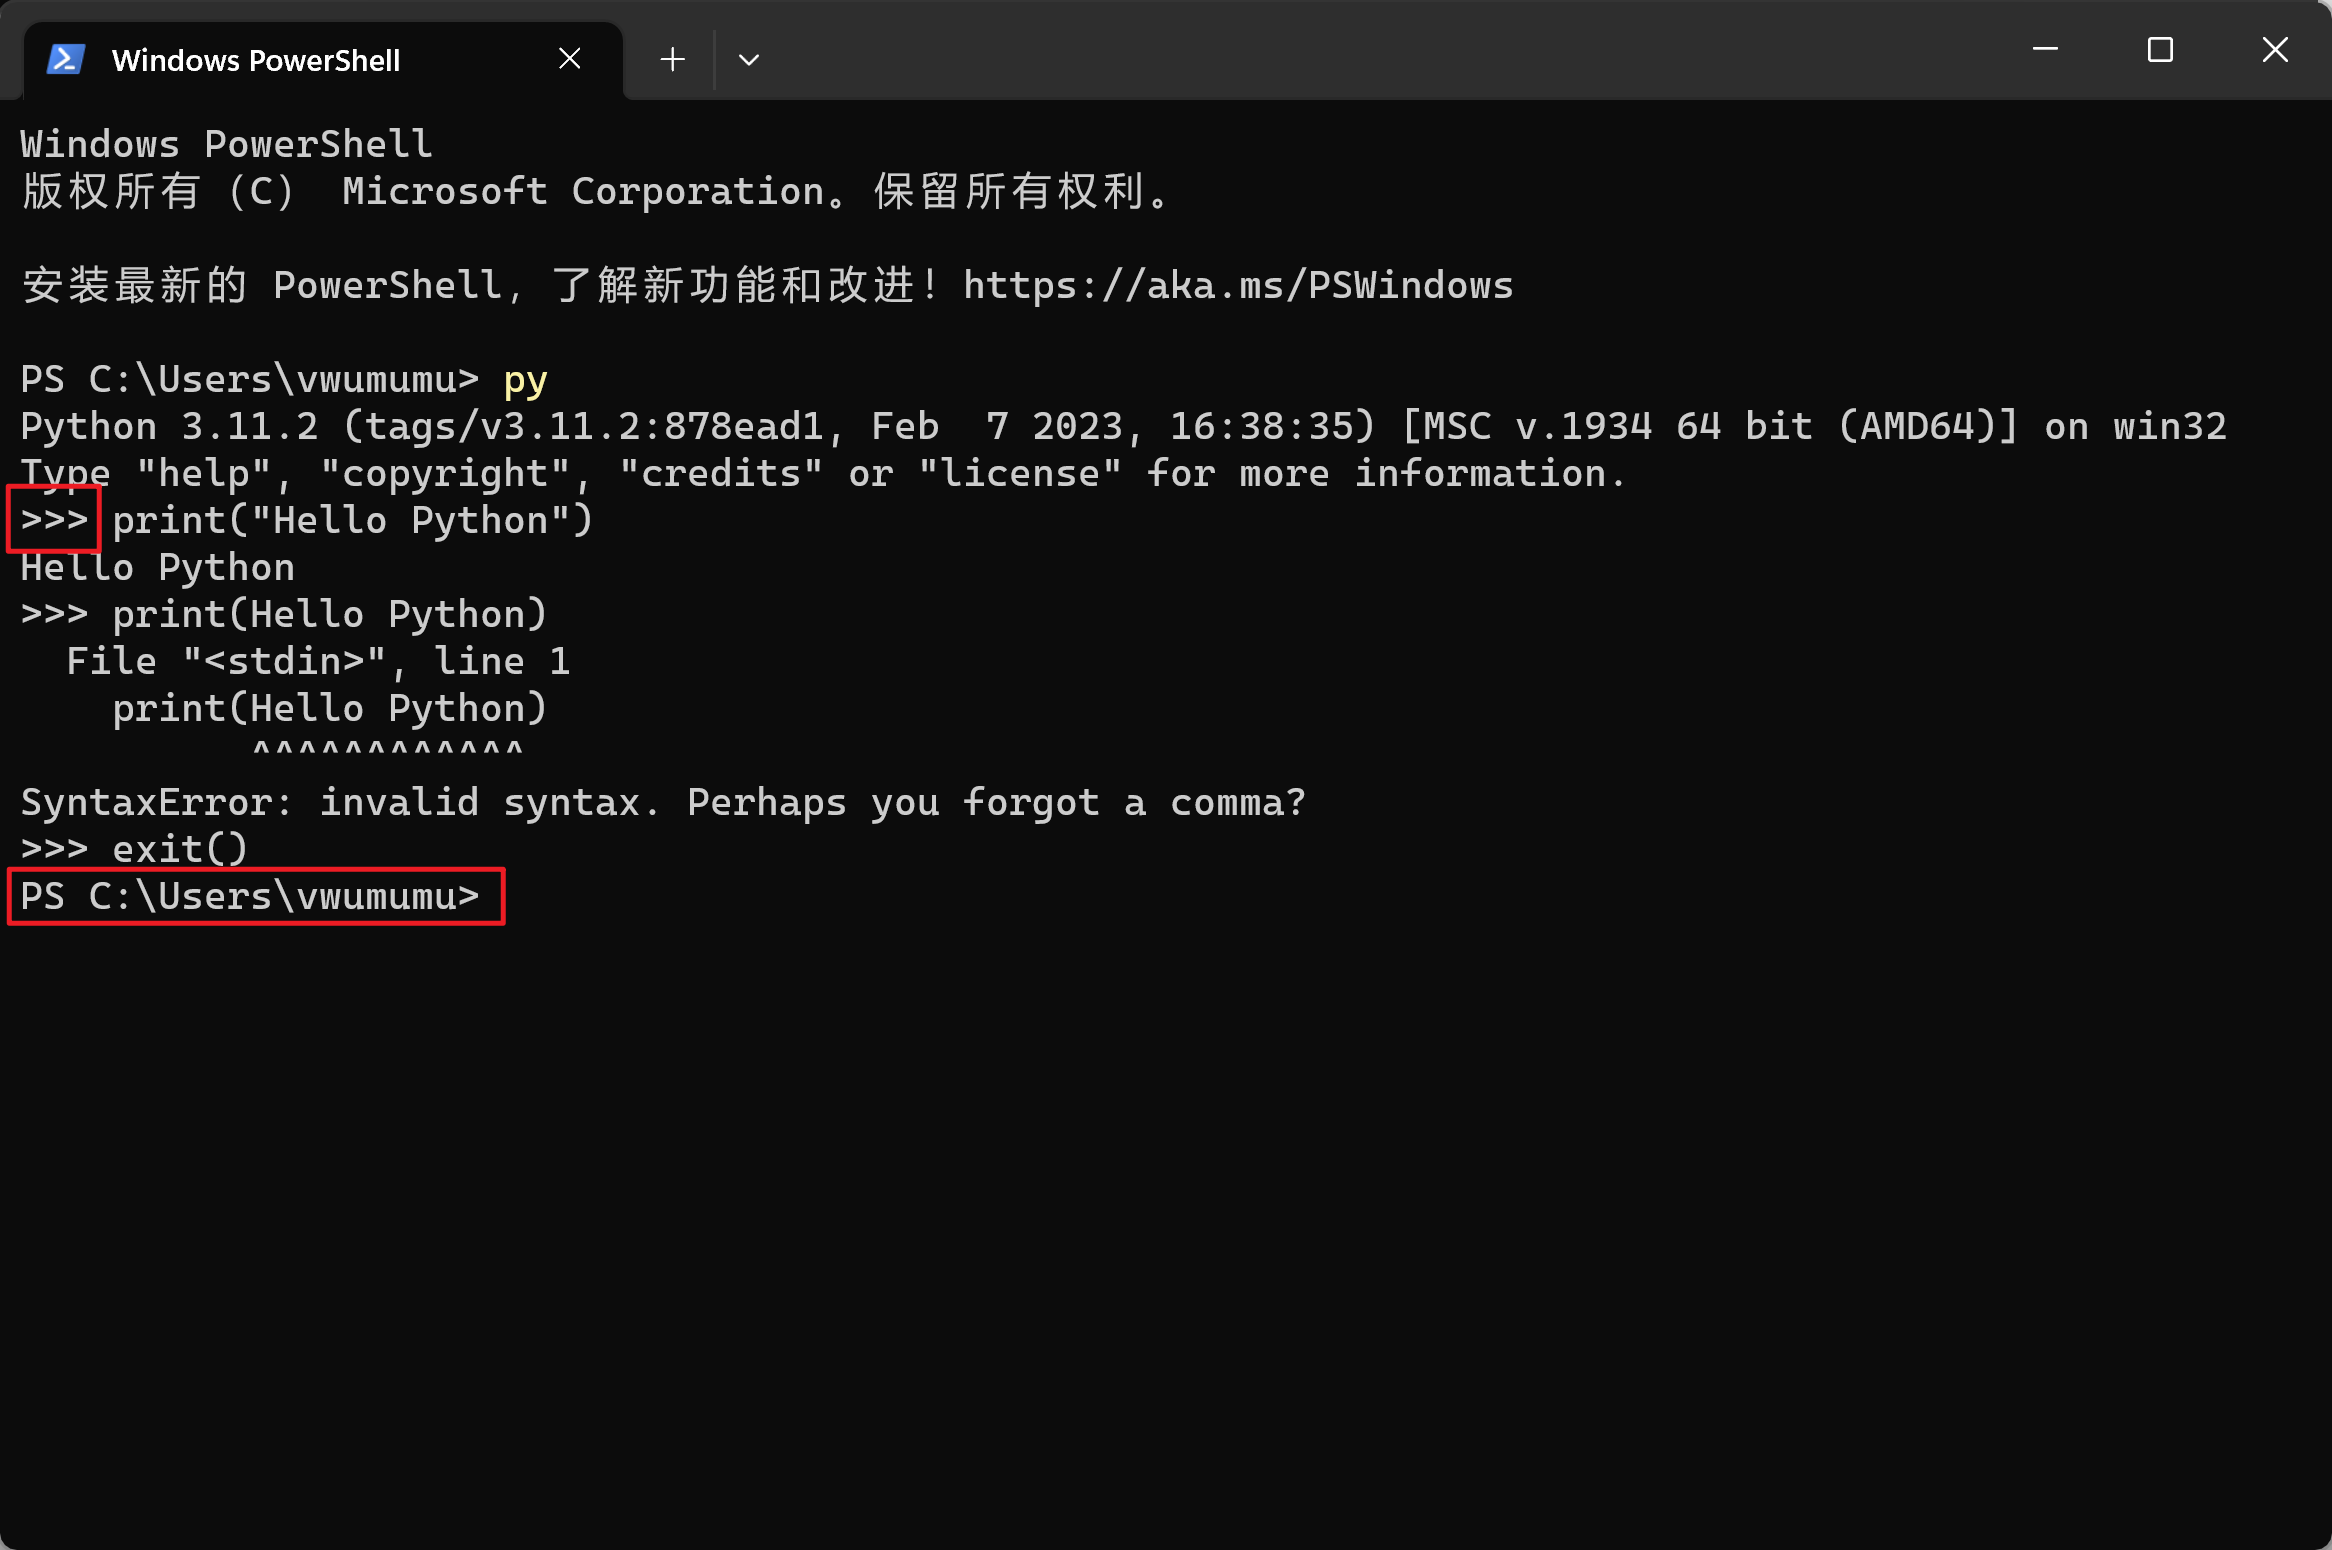 Windows PowerShell
Windows PowerShell
版权所有（C） Microsoft Corporation。保留所有权利。
安装最新的 PowerShell，了解新功能和改进！https://aka.ms/PSWindows
PS C:\Users\vwumumu> py
Python 3.11.2 (tags/v3.11.2:878ead1, Feb  7 2023, 16:38:35) [MSC v.1934 64 bit (AMD64)] on win32
Type "help", "copyright", "credits" or "license" for more information.
>>> print("Hello Python")
Hello Python
>>> print(Hello Python)
  File "<stdin>", line 1
    print(Hello Python)
          ^^^^^^^^^^^^
SyntaxError: invalid syntax. Perhaps you forgot a comma?
>>> exit()
PS C:\Users\vwumumu>